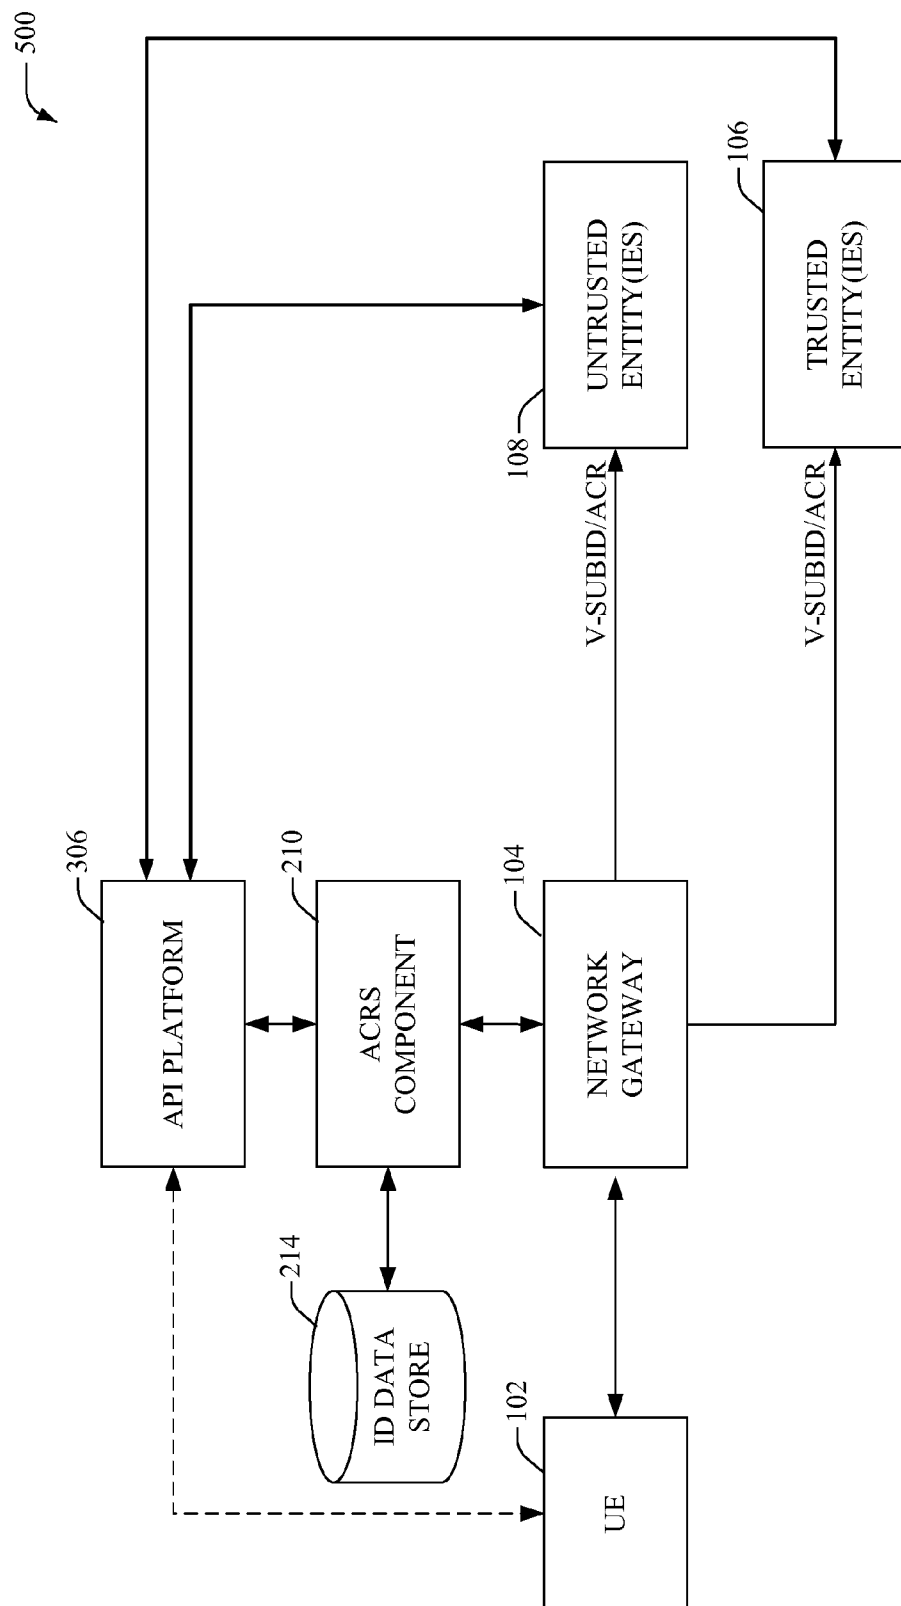 500
306
API PLATFORM
210
ACRS
COMPONENT
214
ID DATA
STORE
102
UE
104
NETWORK
GATEWAY
V-SUBID/ACR
108
UNTRUSTED
ENTITY(IES)
V-SUBID/ACR
106
TRUSTED
ENTITY(IES)